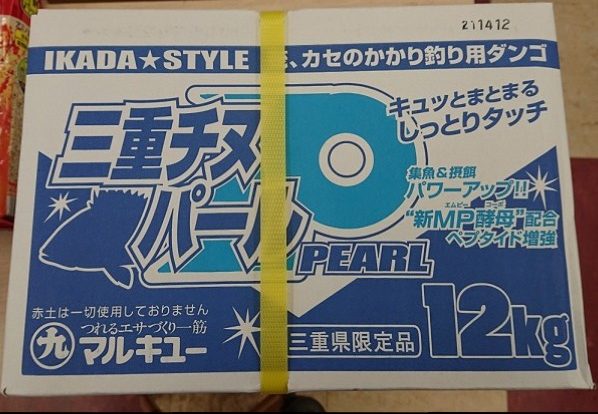 211412
IKADA★STYLE 、カセのかかり釣り用ダンゴ
キュッとまとまる
しっとりタッチ
三重チヌ
パール
PEARL
集魚&摂餌
パワーアップ!!
エムピー コーボ
"新MP酵母"配合
ペプタイド増強
赤土は一切使用しておりません
つれるエサづくり一筋
九 マルキュー
三重県限定品
12kg